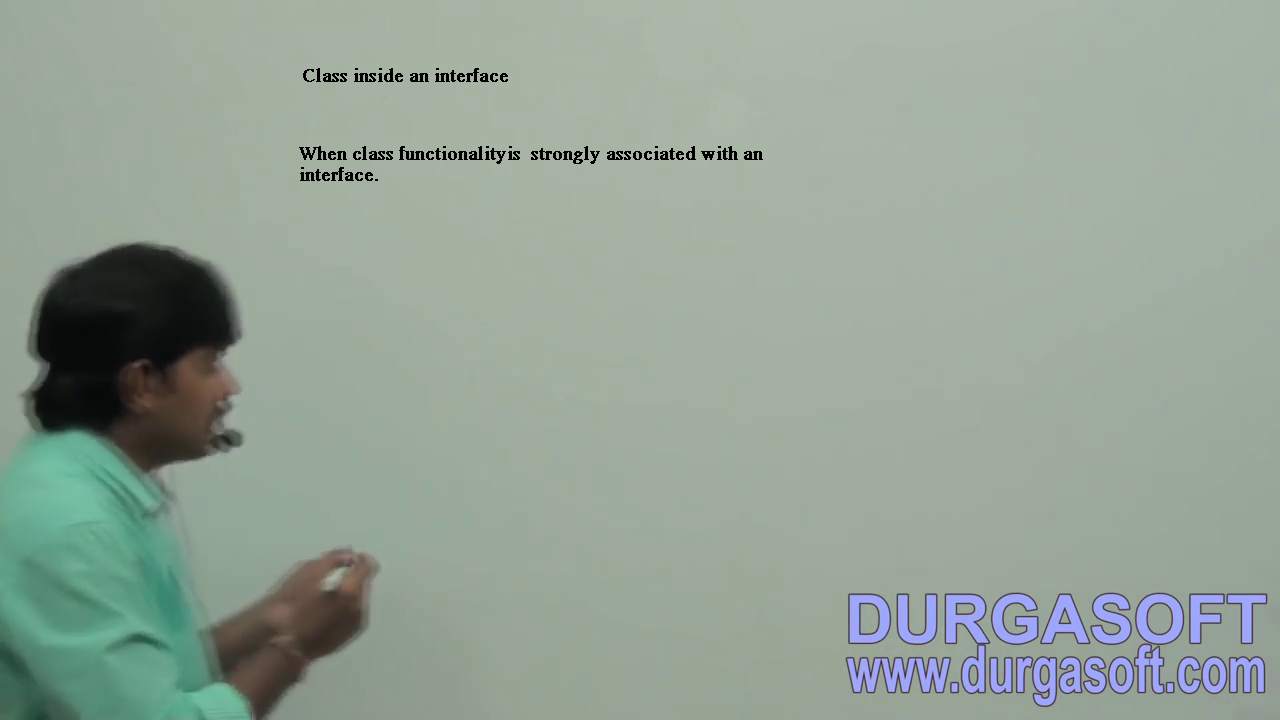 Class inside an interface
When class functionalityis strongly associated with an
interface.
DURGASOFT
www.durgasoft.com